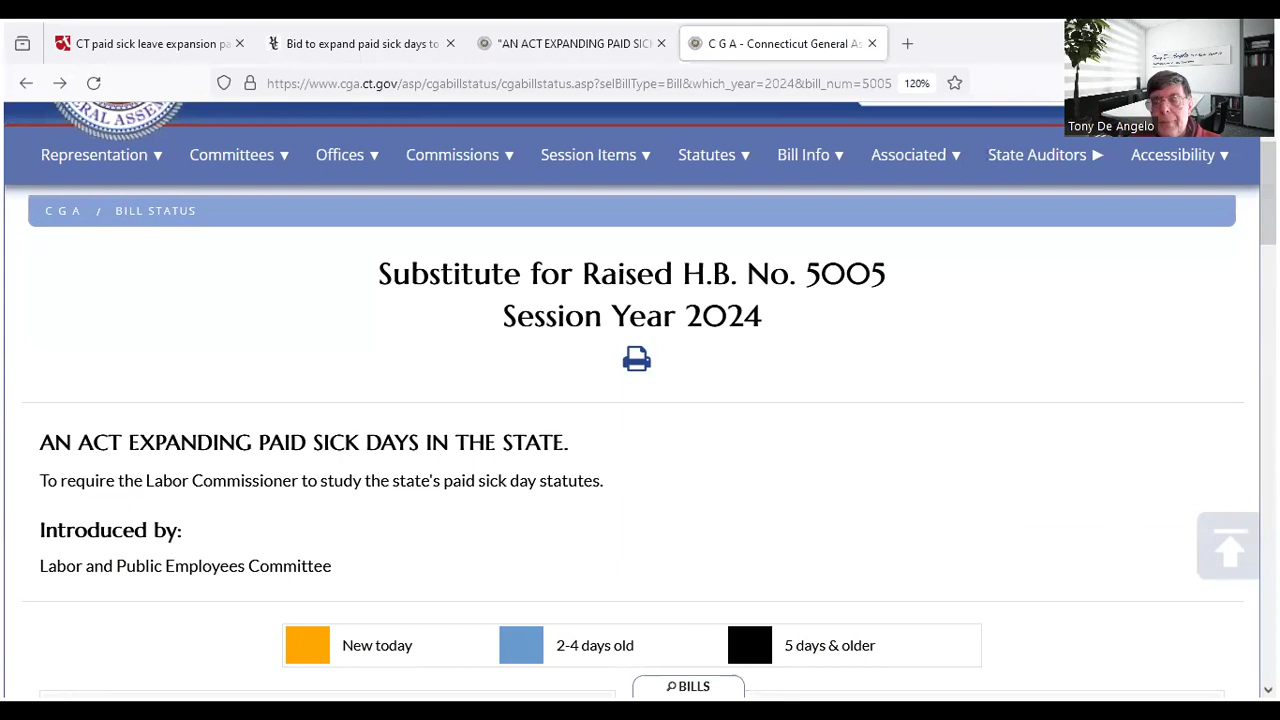 CT paid sick leave expansion pa
Bid to expand paid sick days to
"AN ACT EXPANDING PAID SIC
C G A - Connecticut General As
https://www.cga.ct.gov/asp/cgabillstatus/cgabillstatus.asp?selBillType=Bill&which_year=2024&bill_num=5005
120%
Tony De Angelo
RAL ASSE
Representation
Committees
Offices
Commissions
Session Items
Statutes
Bill Info
Associated
State Auditors
Accessibility
C G A / BILL STATUS
Substitute for Raised H.B. No. 5005
Session Year 2024
AN ACT EXPANDING PAID SICK DAYS IN THE STATE.
To require the Labor Commissioner to study the state's paid sick day statutes.
Introduced by:
Labor and Public Employees Committee
New today
2-4 days old
5 days & older
BILLS